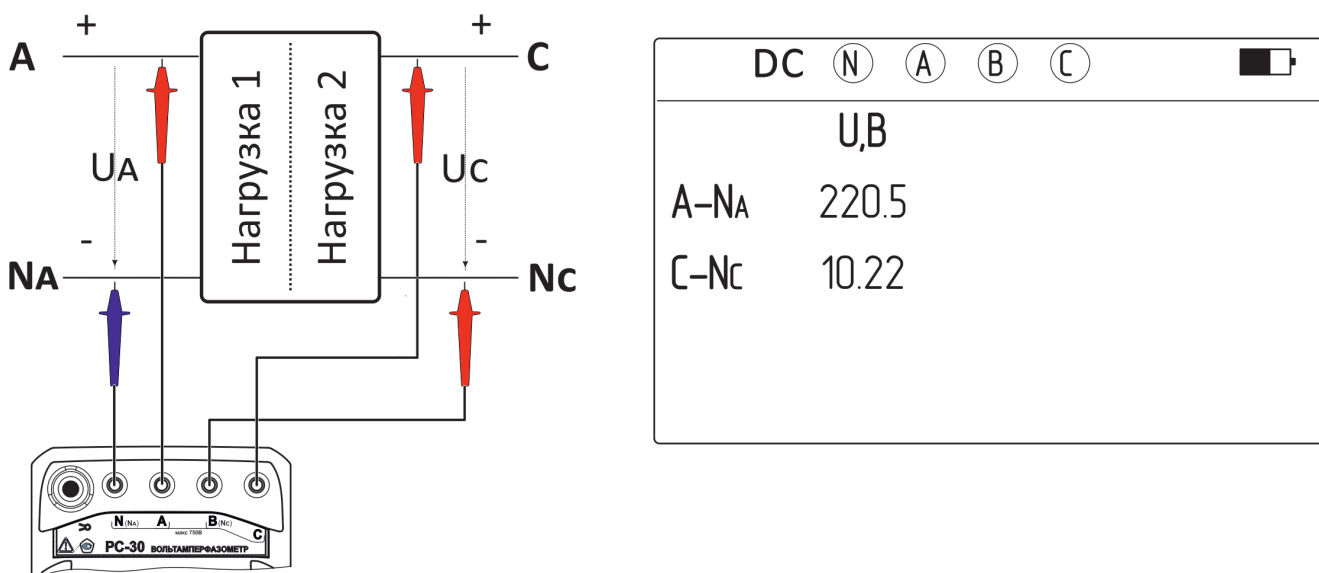 +
+
A
C
UA
Нагрузка 1
Нагрузка 2
UC
-
-
NA
NC
N(NA) A B(NC) C
макс 750В
РС-30 ВОЛЬТАМПЕРФАЗОМЕТР
DC N A B C
U,B
A–NA 220.5
C–NC 10.22